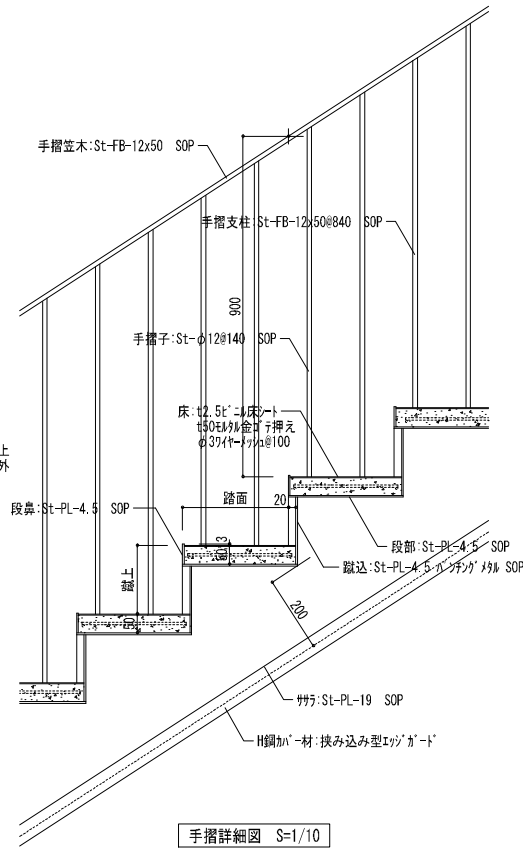 手摺笠木:St-FB-12x50 SOP
手摺支柱:St-FB-12x50@840 SOP
900
手摺子:St-φ12@140 SOP
床:t2.5ビニル床シート
t50モルタル金ゴテ押え
φ3ワイヤーメッシュ@100
上
外
踏面
20
段鼻:St-PL-4.5 SOP
段部:St-PL-4.5 SOP
蹴込:St-PL-4.5 パンチングメタル SOP
蹴上
50
200
ササラ:St-PL-19 SOP
H鋼カバー材:挟み込み型エッジガード
手摺詳細図 S=1/10